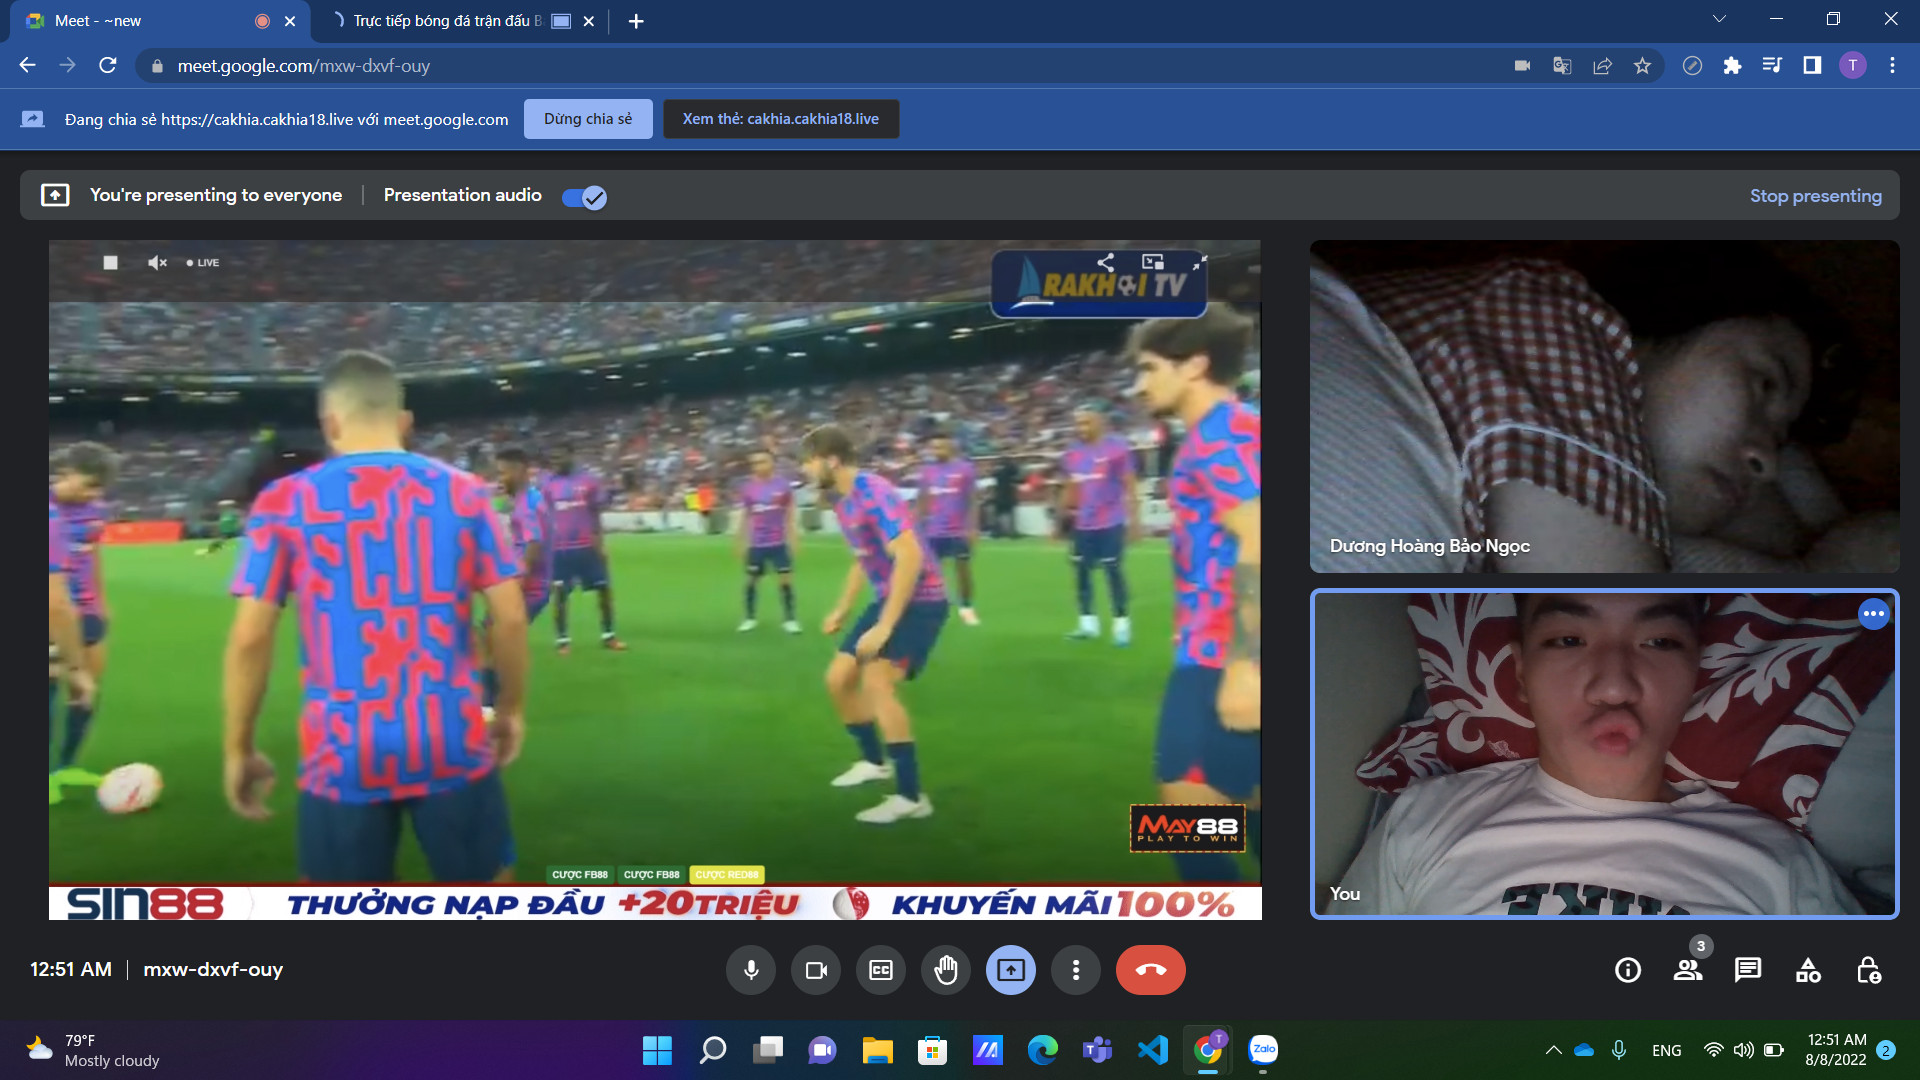 Meet - ~new
Trực tiếp bóng đá trận đấu B
meet.google.com/mxw-dxvf-ouy
T
Đang chia sẻ https://cakhia.cakhia18.live với meet.google.com
Dừng chia sẻ
Xem thẻ: cakhia.cakhia18.live
You're presenting to everyone
Presentation audio
Stop presenting
LIVE
RAKHOI TV
Dương Hoàng Bảo Ngọc
MAY88
PLAY TO WIN
CƯỢC FB88
CƯỢC FB88
CƯỢC RED88
SIN88
THƯỞNG NẠP ĐẦU +20TRIỆU
KHUYẾN MÃI 100%
You
12:51 AM
mxw-dxvf-ouy
CC
3
79°F
Mostly cloudy
T
Zalo
ENG
12:51 AM
8/8/2022
2